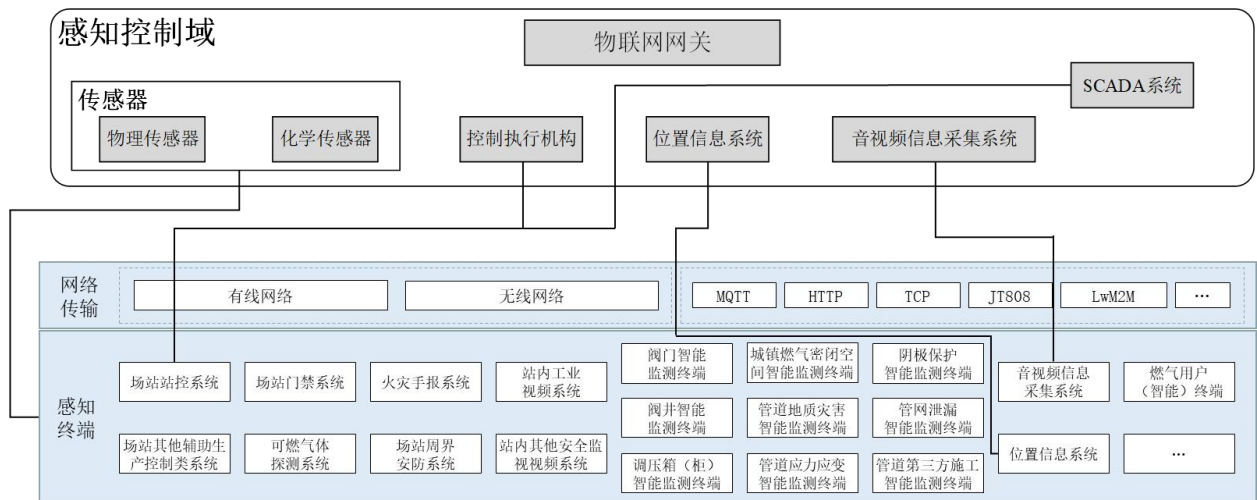 感知控制域
物联网网关
SCADA系统
传感器
物理传感器
化学传感器
控制执行机构
位置信息系统
音视频信息采集系统
网络
传输
有线网络
无线网络
MQTT
HTTP
TCP
JT808
LwM2M
…
感知
终端
场站站控系统
场站门禁系统
火灾手报系统
站内工业
视频系统
阀门智能
监测终端
城镇燃气密闭空
间智能监测终端
阴极保护
智能监测终端
音视频信息
采集系统
燃气用户
（智能）终端
阀井智能
监测终端
管道地质灾害
智能监测终端
管网泄漏
智能监测终端
场站其他辅助生
产控制类系统
可燃气体
探测系统
场站周界
安防系统
站内其他安全监
视视频系统
调压箱（柜）
智能监测终端
管道应力应变
智能监测终端
管道第三方施工
智能监测终端
位置信息系统
…